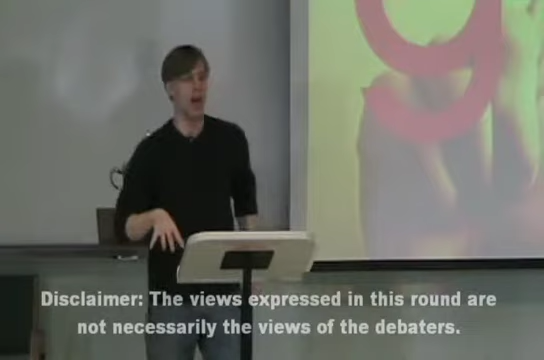 g
Disclaimer: The views expressed in this round are
not necessarily the views of the debaters.